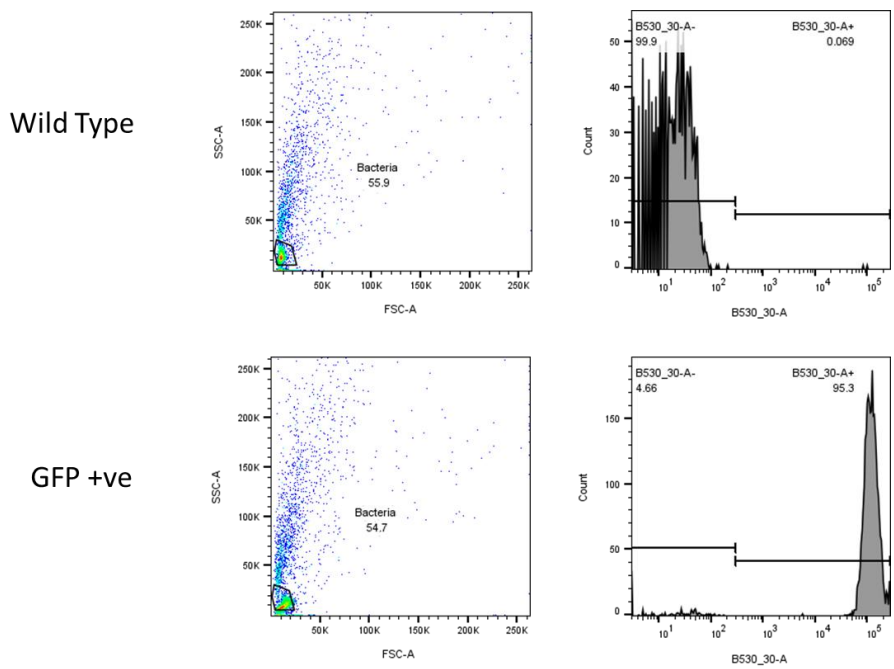 Wild Type
250K
200K
150K
100K
50K
SSC-A
Bacteria
55.9
50K
100K
150K
200K
250K
FSC-A
B530_30-A-
99.9
B530_30-A+
0.069
50
40
30
20
10
0
Count
10¹
10²
10³
10⁴
10⁵
B530_30-A
GFP +ve
250K
200K
150K
100K
50K
0
SSC-A
Bacteria
54.7
50K
100K
150K
200K
250K
FSC-A
B530_30-A-
4.66
B530_30-A+
95.3
150
100
50
0
Count
10¹
10²
10³
10⁴
10⁵
B530_30-A